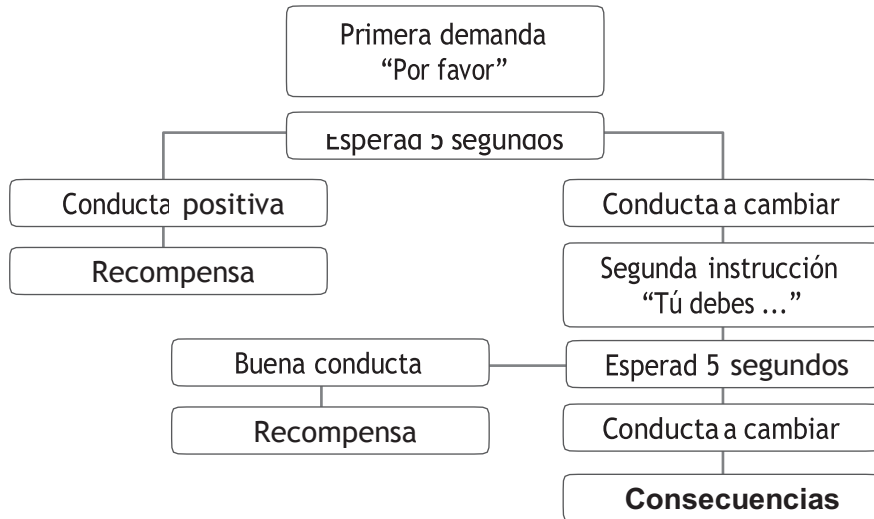 Primera demanda
“Por favor”
Esperad 5 segundos
Conducta positiva
Conducta a cambiar
Recompensa
Segunda instrucción
“Tú debes ...”
Buena conducta
Esperad 5 segundos
Recompensa
Conducta a cambiar
Consecuencias